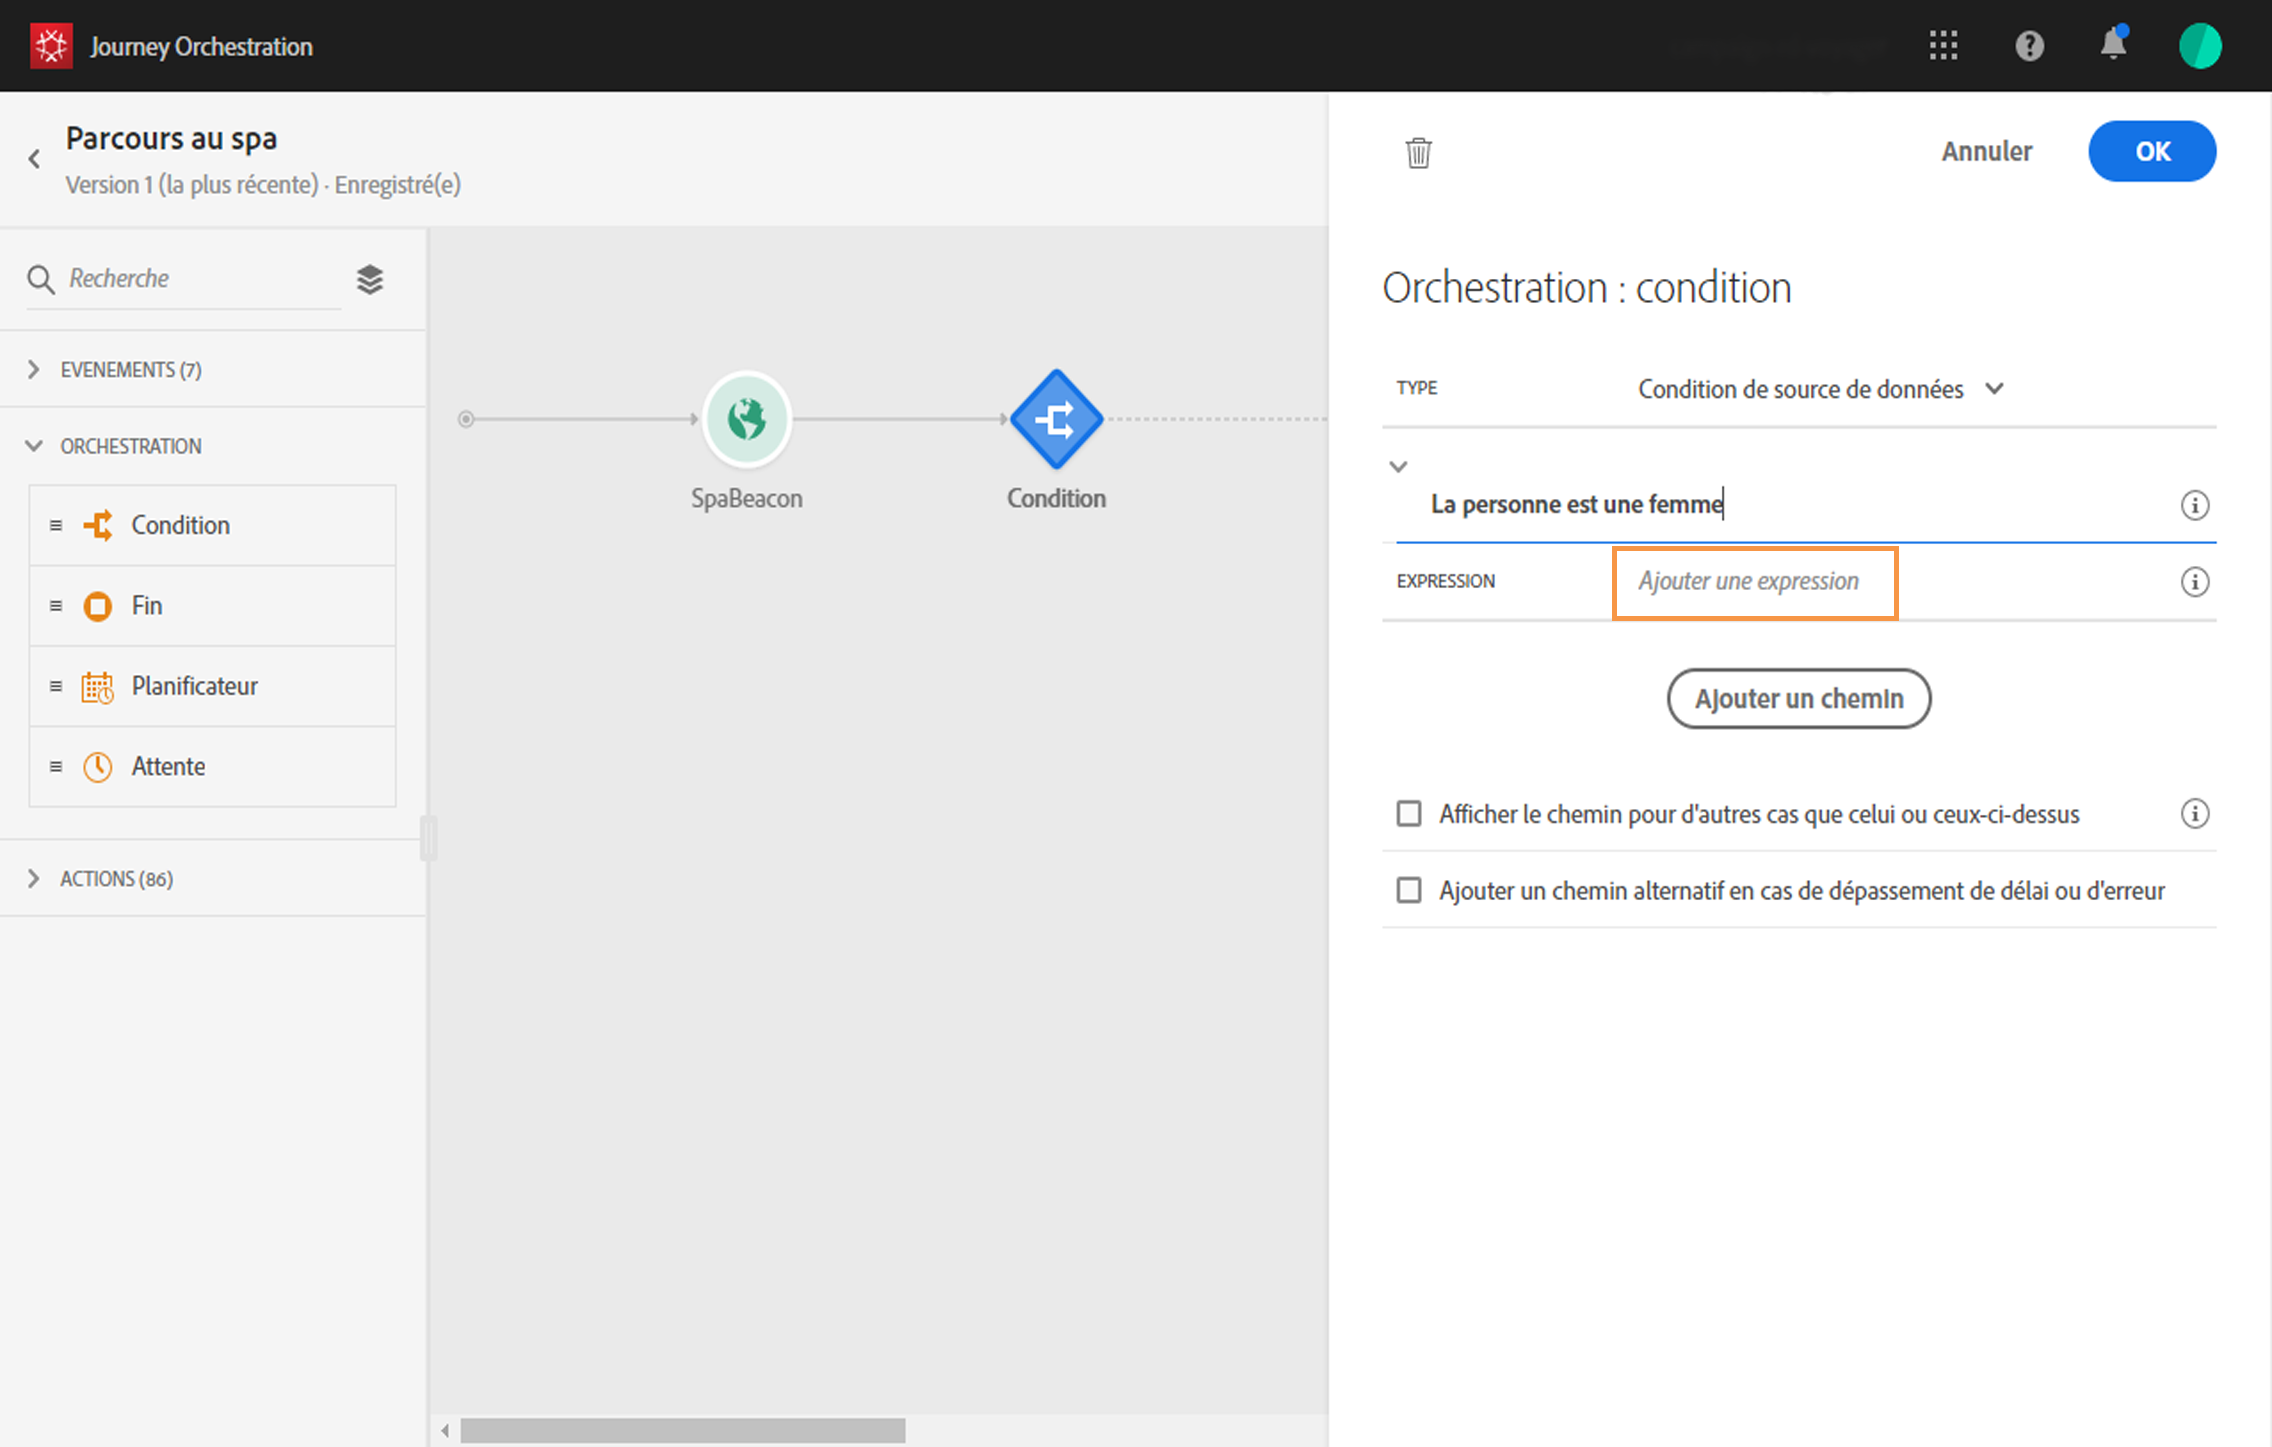 Journey Orchestration
Parcours au spa
Version 1 (la plus récente) · Enregistré(e)
Annuler
OK
Recherche
EVENEMENTS (7)
ORCHESTRATION
Condition
Fin
Planificateur
Attente
ACTIONS (86)
SpaBeacon
Condition
Orchestration : condition
TYPE
Condition de source de données
La personne est une femme
EXPRESSION
Ajouter une expression
Ajouter un chemin
Afficher le chemin pour d'autres cas que celui ou ceux-ci-dessus
Ajouter un chemin alternatif en cas de dépassement de délai ou d'erreur